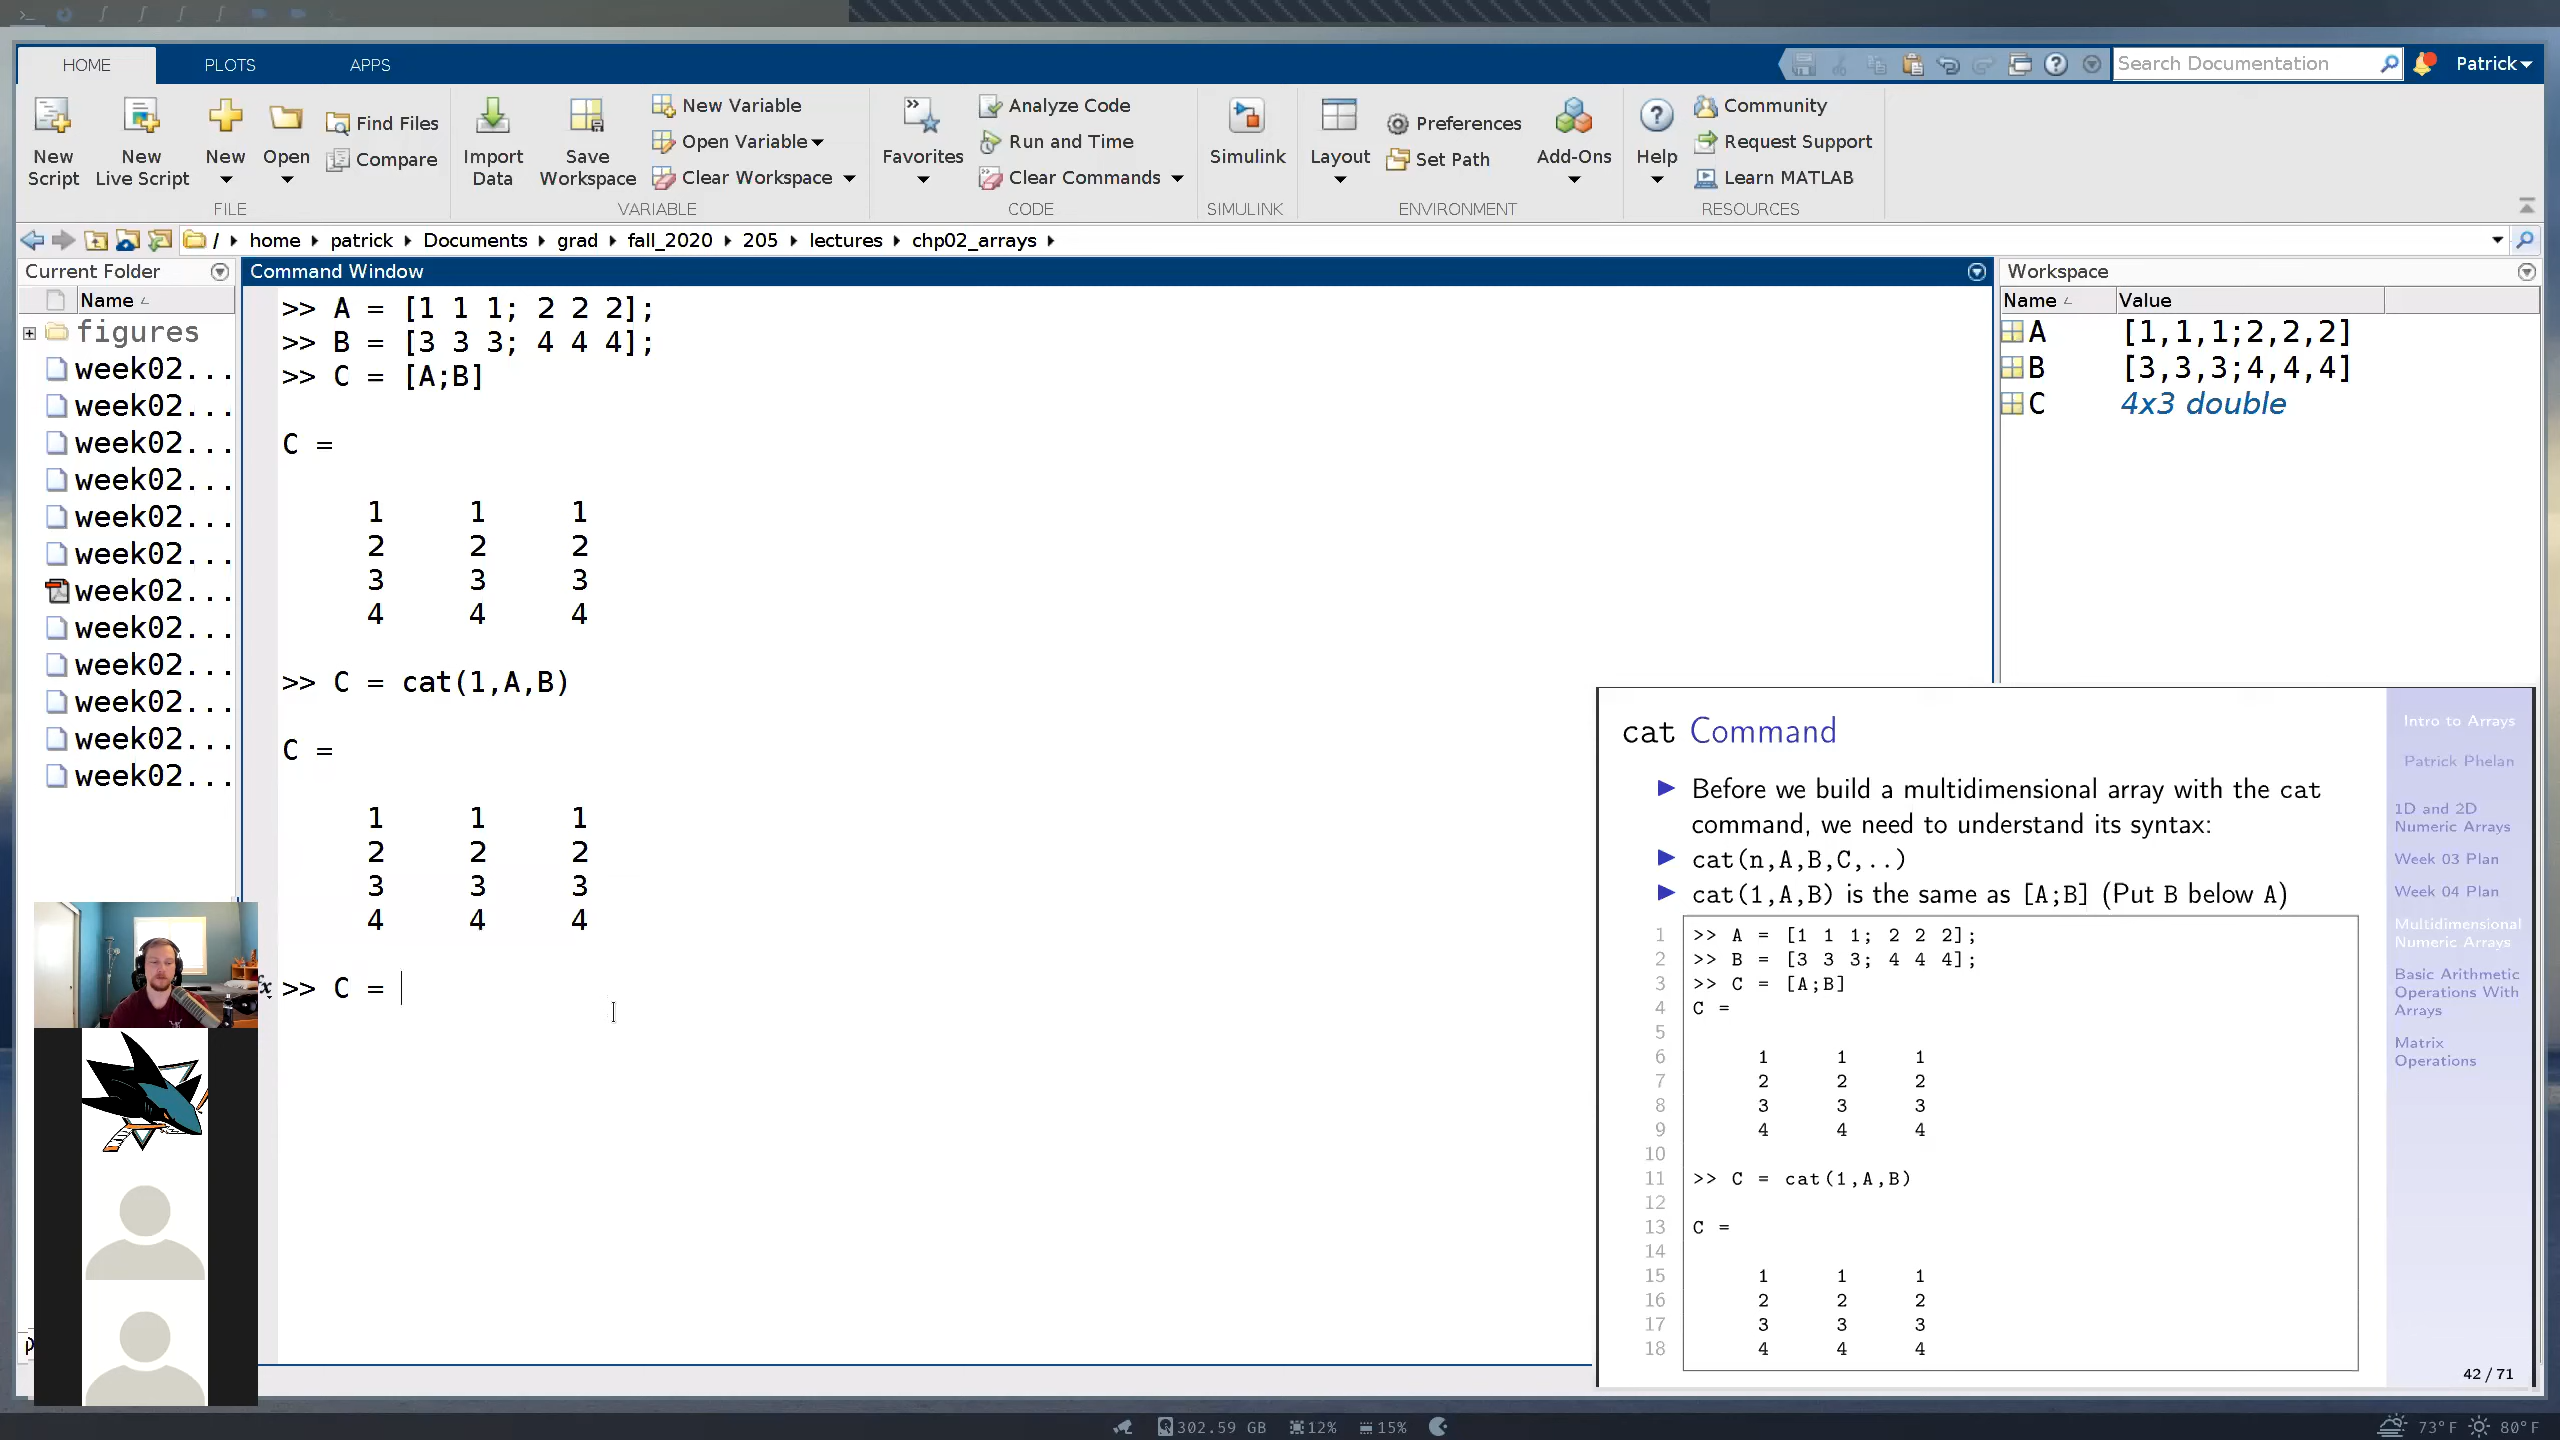 HOME PLOTS APPS
Search Documentation
Patrick
New Script
New Live Script
New
Open
Find Files
Compare
FILE
Import Data
Save Workspace
New Variable
Open Variable
Clear Workspace
VARIABLE
Favorites
Analyze Code
Run and Time
Clear Commands
CODE
Simulink
SIMULINK
Layout
Preferences
Set Path
Add-Ons
ENVIRONMENT
Help
Community
Request Support
Learn MATLAB
RESOURCES
/ home patrick Documents grad fall_2020 205 lectures chp02_arrays
Current Folder
Name
figures
week02...
week02...
week02...
week02...
week02...
week02...
week02...
week02...
week02...
week02...
week02...
week02...
Command Window
>> A = [1 1 1; 2 2 2];
>> B = [3 3 3; 4 4 4];
>> C = [A;B]
C =
1 1 1
2 2 2
3 3 3
4 4 4
>> C = cat(1,A,B)
C =
1 1 1
2 2 2
3 3 3
4 4 4
>> C =
Workspace
Name Value
A [1,1,1;2,2,2]
B [3,3,3;4,4,4]
C 4x3 double
cat Command
Before we build a multidimensional array with the cat
command, we need to understand its syntax:
cat(n,A,B,C,..)
cat(1,A,B) is the same as [A;B] (Put B below A)
1 >> A = [1 1 1; 2 2 2];
2 >> B = [3 3 3; 4 4 4];
3 >> C = [A;B]
4 C =
5
6 1 1 1
7 2 2 2
8 3 3 3
9 4 4 4
10
11 >> C = cat(1,A,B)
12
13 C =
14
15 1 1 1
16 2 2 2
17 3 3 3
18 4 4 4
Intro to Arrays
Patrick Phelan
1D and 2D
Numeric Arrays
Week 03 Plan
Week 04 Plan
Multidimensional
Numeric Arrays
Basic Arithmetic
Operations With
Arrays
Matrix
Operations
42 / 71
302.59 GB 12% 15%
73°F 80°F